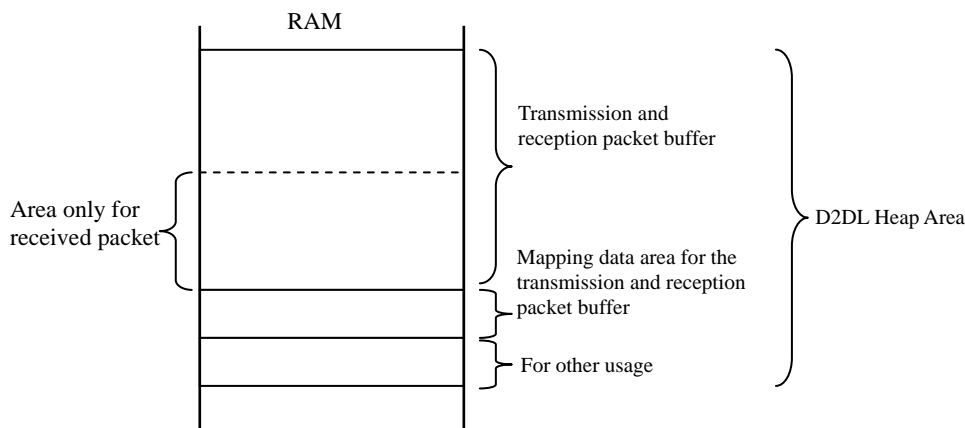 RAM
Transmission and
reception packet buffer
Area only for
received packet
D2DL Heap Area
Mapping data area for the
transmission and reception
packet buffer
For other usage